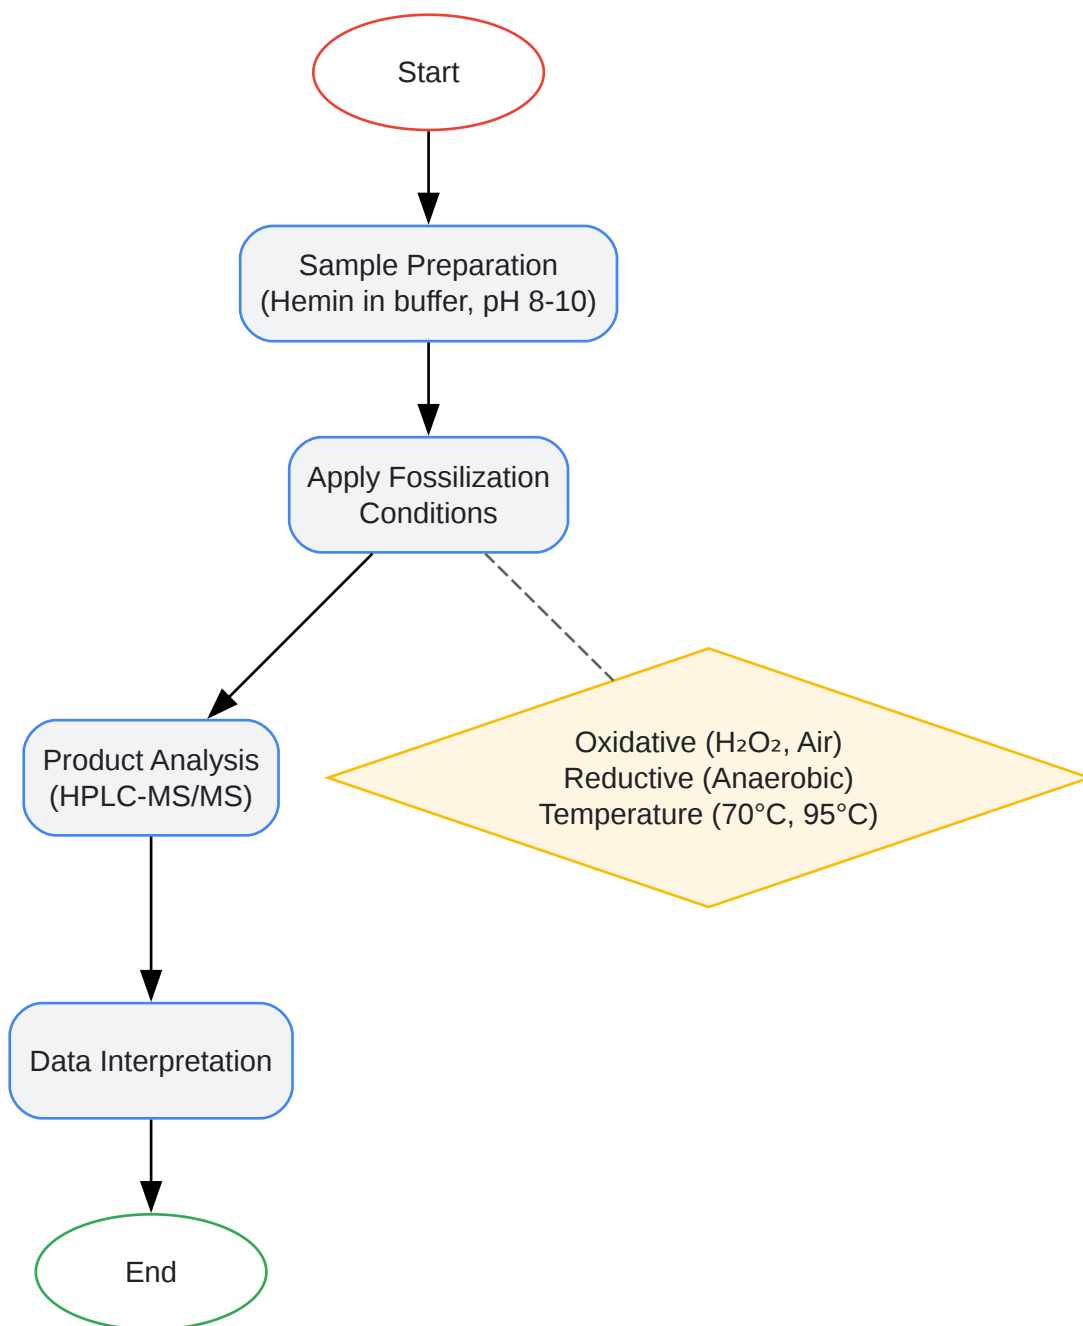 Start
Sample Preparation
(Hemin in buffer, pH 8-10)
Apply Fossilization
Conditions
Product Analysis
(HPLC-MS/MS)
Oxidative (H₂O₂, Air)
Reductive (Anaerobic)
Temperature (70°C, 95°C)
Data Interpretation
End